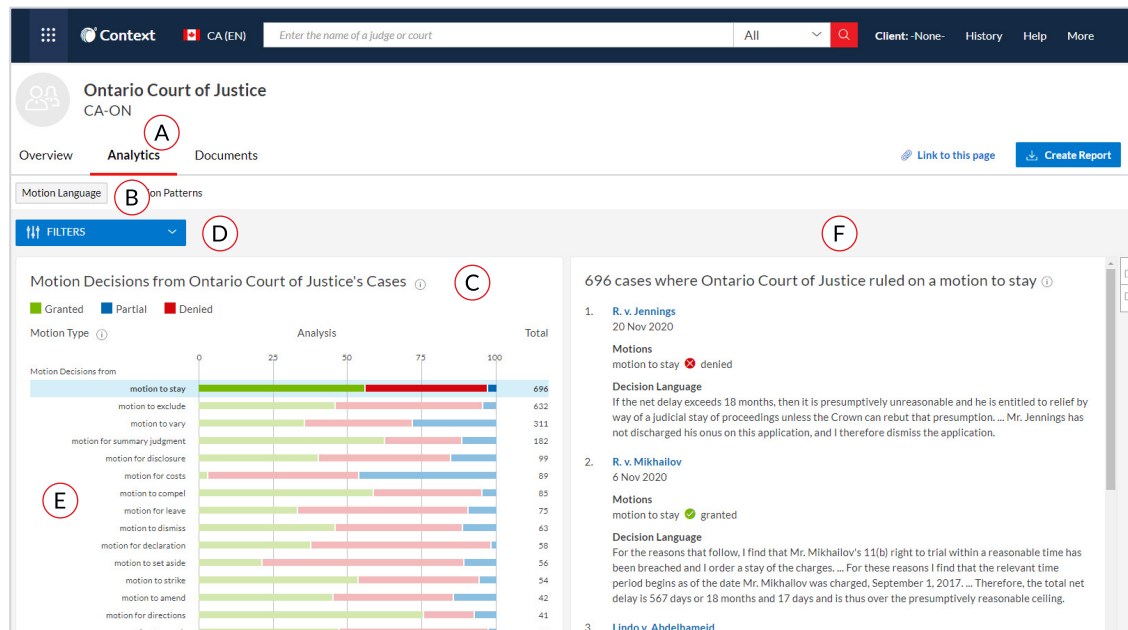 Context
CA (EN)
Enter the name of a judge or court
All
Client: -None-
History
Help
More
Ontario Court of Justice
CA-ON
A
Overview
Analytics
Documents
Link to this page
Create Report
Motion Language
B
on Patterns
FILTERS
D
F
Motion Decisions from Ontario Court of Justice's Cases
C
Granted
Partial
Denied
Motion Type
Analysis
Total
0 25 50 75 100
Motion Decisions from
motion to stay 696
motion to exclude 632
motion to vary 311
motion for summary judgment 182
motion for disclosure 99
motion for costs 89
motion to compel 85
E
motion for leave 75
motion to dismiss 63
motion for declaration 58
motion to set aside 56
motion to strike 54
motion to amend 42
motion for directions 41
696 cases where Ontario Court of Justice ruled on a motion to stay
1. R. v. Jennings
20 Nov 2020
Motions
motion to stay denied
Decision Language
If the net delay exceeds 18 months, then it is presumptively unreasonable and he is entitled to relief by
way of a judicial stay of proceedings unless the Crown can rebut that presumption. ... Mr. Jennings has
not discharged his onus on this application, and I therefore dismiss the application.
2. R. v. Mikhailov
6 Nov 2020
Motions
motion to stay granted
Decision Language
For the reasons that follow, I find that Mr. Mikhailov's 11(b) right to trial within a reasonable time has
been breached and I order a stay of the charges. ... For these reasons I find that the relevant time
period begins as of the date Mr. Mikhailov was charged, September 1, 2017. ... Therefore, the total net
delay is 567 days or 18 months and 17 days and is thus over the presumptively reasonable ceiling.
3. Lindo v. Abdelhameid